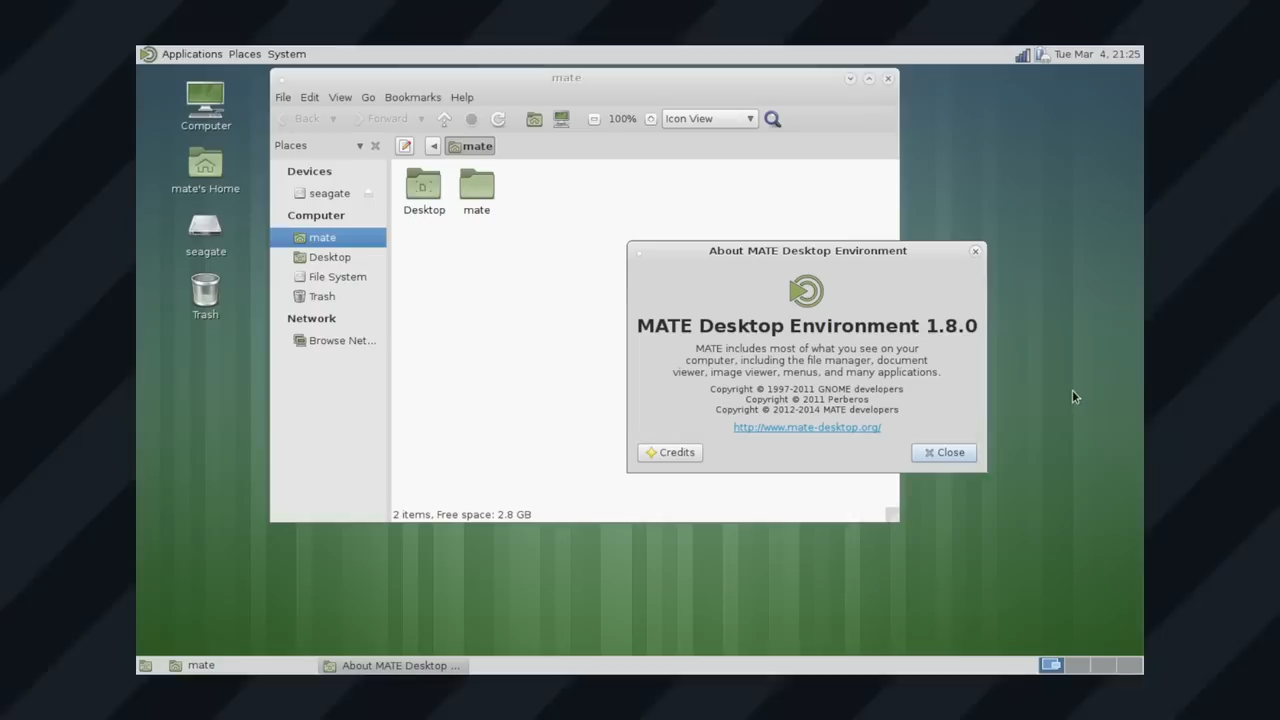 Applications Places System
Tue Mar 4, 21:25
Computer
mate's Home
seagate
Trash
mate
File Edit View Go Bookmarks Help
Back Forward 100% Icon View
Places
mate
Devices
seagate
Computer
mate
Desktop
File System
Trash
Network
Browse Net...
Desktop
mate
2 items, Free space: 2.8 GB
About MATE Desktop Environment
MATE Desktop Environment 1.8.0
MATE includes most of what you see on your
computer, including the file manager, document
viewer, image viewer, menus, and many applications.
Copyright © 1997-2011 GNOME developers
Copyright © 2011 Perberos
Copyright © 2012-2014 MATE developers
http://www.mate-desktop.org/
Credits
Close
mate
About MATE Desktop ...